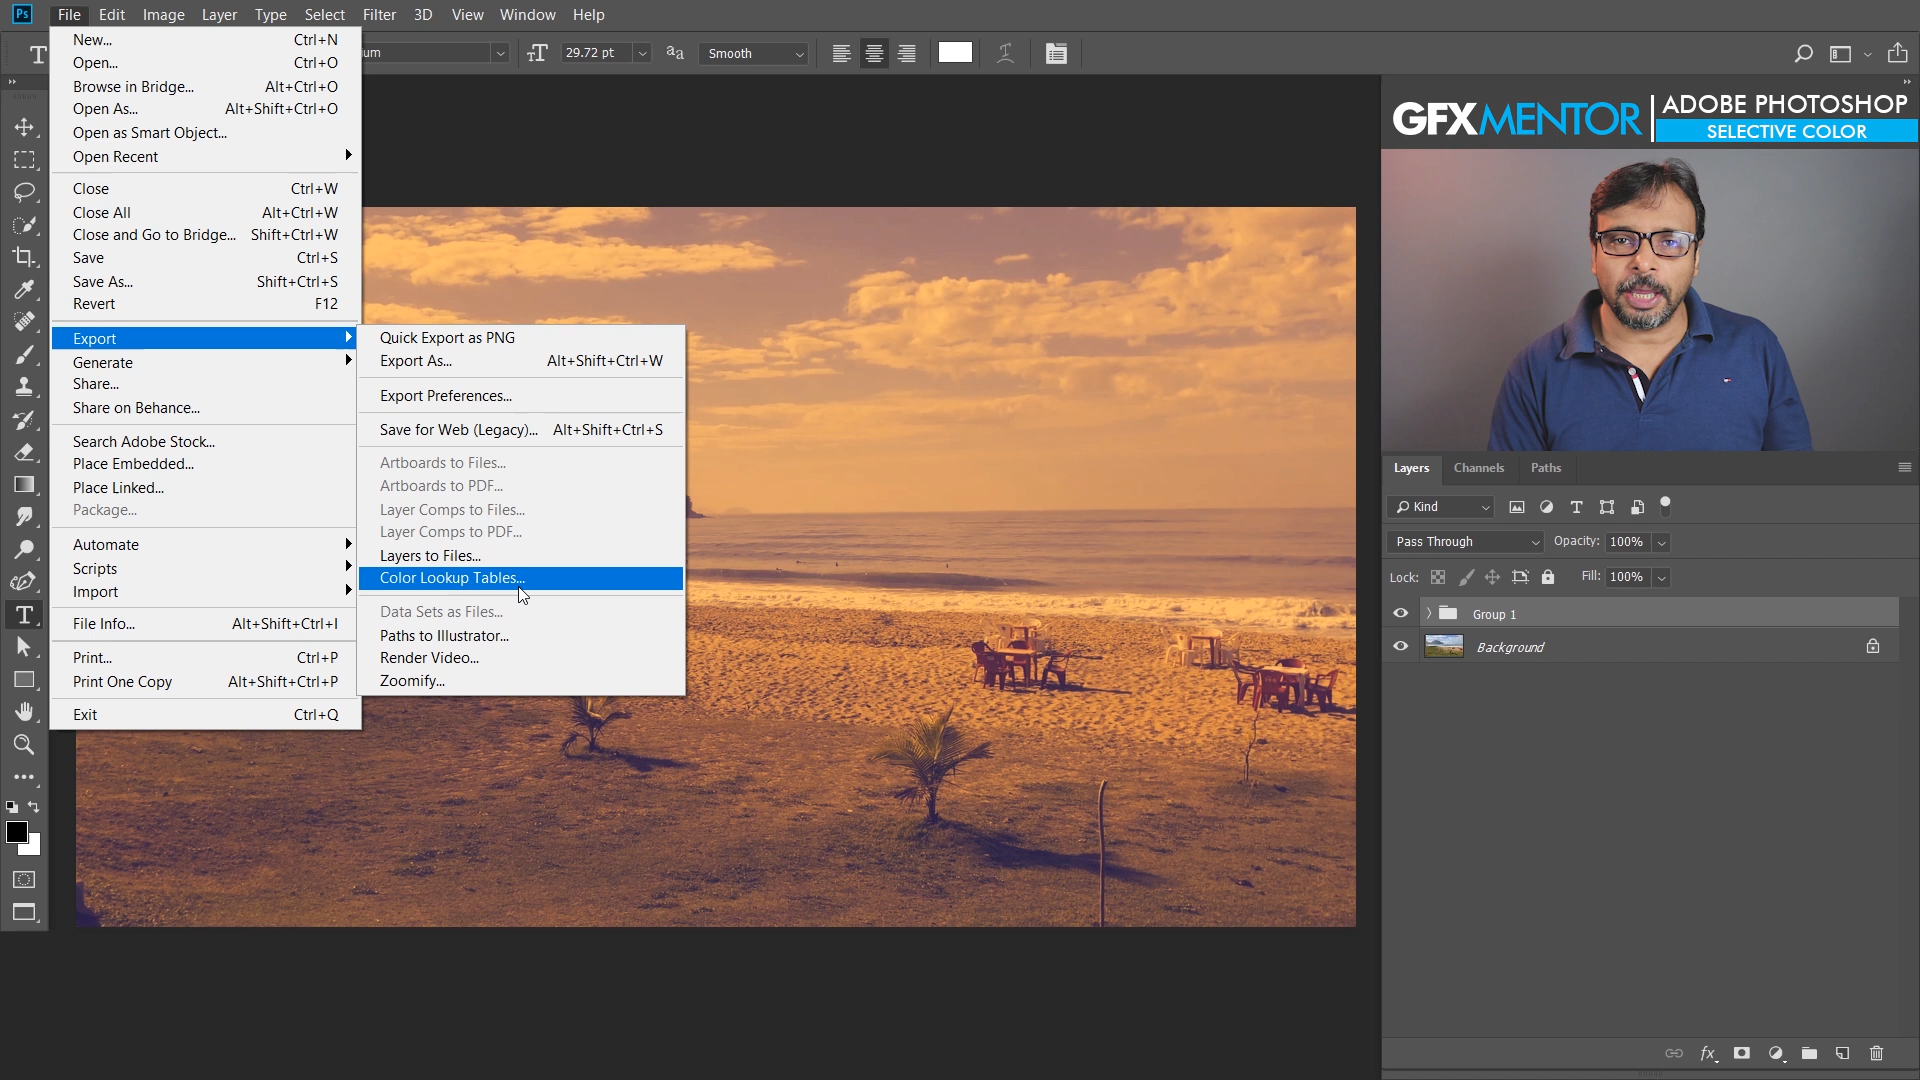 Ps File Edit Image Layer Type Select Filter 3D View Window Help
T ium 29.72 pt aa Smooth
New... Ctrl+N
Open... Ctrl+O
Browse in Bridge... Alt+Ctrl+O
Open As... Alt+Shift+Ctrl+O
Open as Smart Object...
Open Recent
Close Ctrl+W
Close All Alt+Ctrl+W
Close and Go to Bridge... Shift+Ctrl+W
Save Ctrl+S
Save As... Shift+Ctrl+S
Revert F12
Export
Generate
Share...
Share on Behance...
Search Adobe Stock...
Place Embedded...
Place Linked...
Package...
Automate
Scripts
Import
File Info... Alt+Shift+Ctrl+I
Print... Ctrl+P
Print One Copy Alt+Shift+Ctrl+P
Exit Ctrl+Q
Quick Export as PNG
Export As... Alt+Shift+Ctrl+W
Export Preferences...
Save for Web (Legacy)... Alt+Shift+Ctrl+S
Artboards to Files...
Artboards to PDF...
Layer Comps to Files...
Layer Comps to PDF...
Layers to Files...
Color Lookup Tables...
Data Sets as Files...
Paths to Illustrator...
Render Video...
Zoomify...
GFXMENTOR
ADOBE PHOTOSHOP
SELECTIVE COLOR
Layers Channels Paths
Kind
Pass Through Opacity: 100%
Lock: Fill: 100%
Group 1
Background
fx